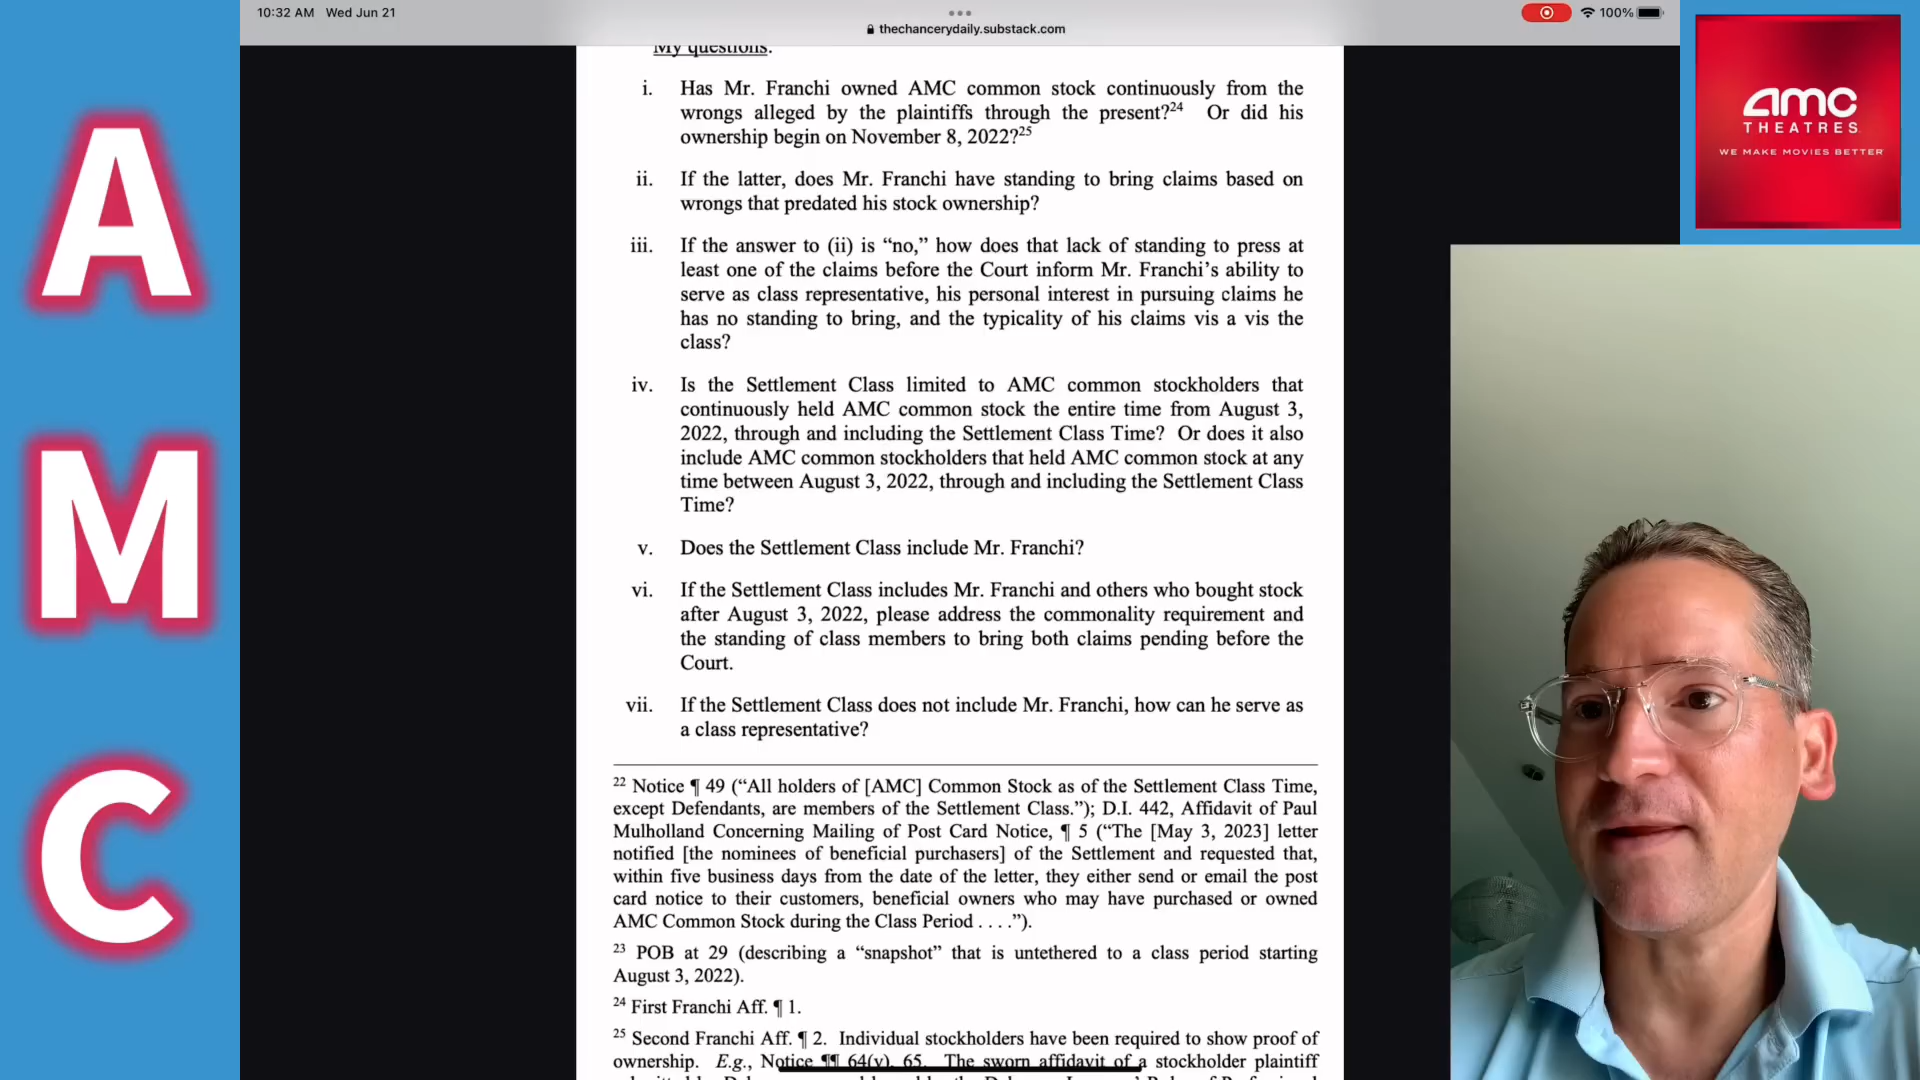 10:32 AM Wed Jun 21
thechancerydaily.substack.com
100%
A
M
C
amc
THEATRES
WE MAKE MOVIES BETTER
My questions:
i. Has Mr. Franchi owned AMC common stock continuously from the
wrongs alleged by the plaintiffs through the present?24 Or did his
ownership begin on November 8, 2022?25
ii. If the latter, does Mr. Franchi have standing to bring claims based on
wrongs that predated his stock ownership?
iii. If the answer to (ii) is “no,” how does that lack of standing to press at
least one of the claims before the Court inform Mr. Franchi’s ability to
serve as class representative, his personal interest in pursuing claims he
has no standing to bring, and the typicality of his claims vis a vis the
class?
iv. Is the Settlement Class limited to AMC common stockholders that
continuously held AMC common stock the entire time from August 3,
2022, through and including the Settlement Class Time? Or does it also
include AMC common stockholders that held AMC common stock at any
time between August 3, 2022, through and including the Settlement Class
Time?
v. Does the Settlement Class include Mr. Franchi?
vi. If the Settlement Class includes Mr. Franchi and others who bought stock
after August 3, 2022, please address the commonality requirement and
the standing of class members to bring both claims pending before the
Court.
vii. If the Settlement Class does not include Mr. Franchi, how can he serve as
a class representative?
22 Notice ¶ 49 (“All holders of [AMC] Common Stock as of the Settlement Class Time,
except Defendants, are members of the Settlement Class.”); D.I. 442, Affidavit of Paul
Mulholland Concerning Mailing of Post Card Notice, ¶ 5 (“The [May 3, 2023] letter
notified [the nominees of beneficial purchasers] of the Settlement and requested that,
within five business days from the date of the letter, they either send or email the post
card notice to their customers, beneficial owners who may have purchased or owned
AMC Common Stock during the Class Period . . . .”).
23 POB at 29 (describing a “snapshot” that is untethered to a class period starting
August 3, 2022).
24 First Franchi Aff. ¶ 1.
25 Second Franchi Aff. ¶ 2. Individual stockholders have been required to show proof of
ownership. E.g., Notice ¶¶ 64(v), 65. The sworn affidavit of a stockholder plaintiff